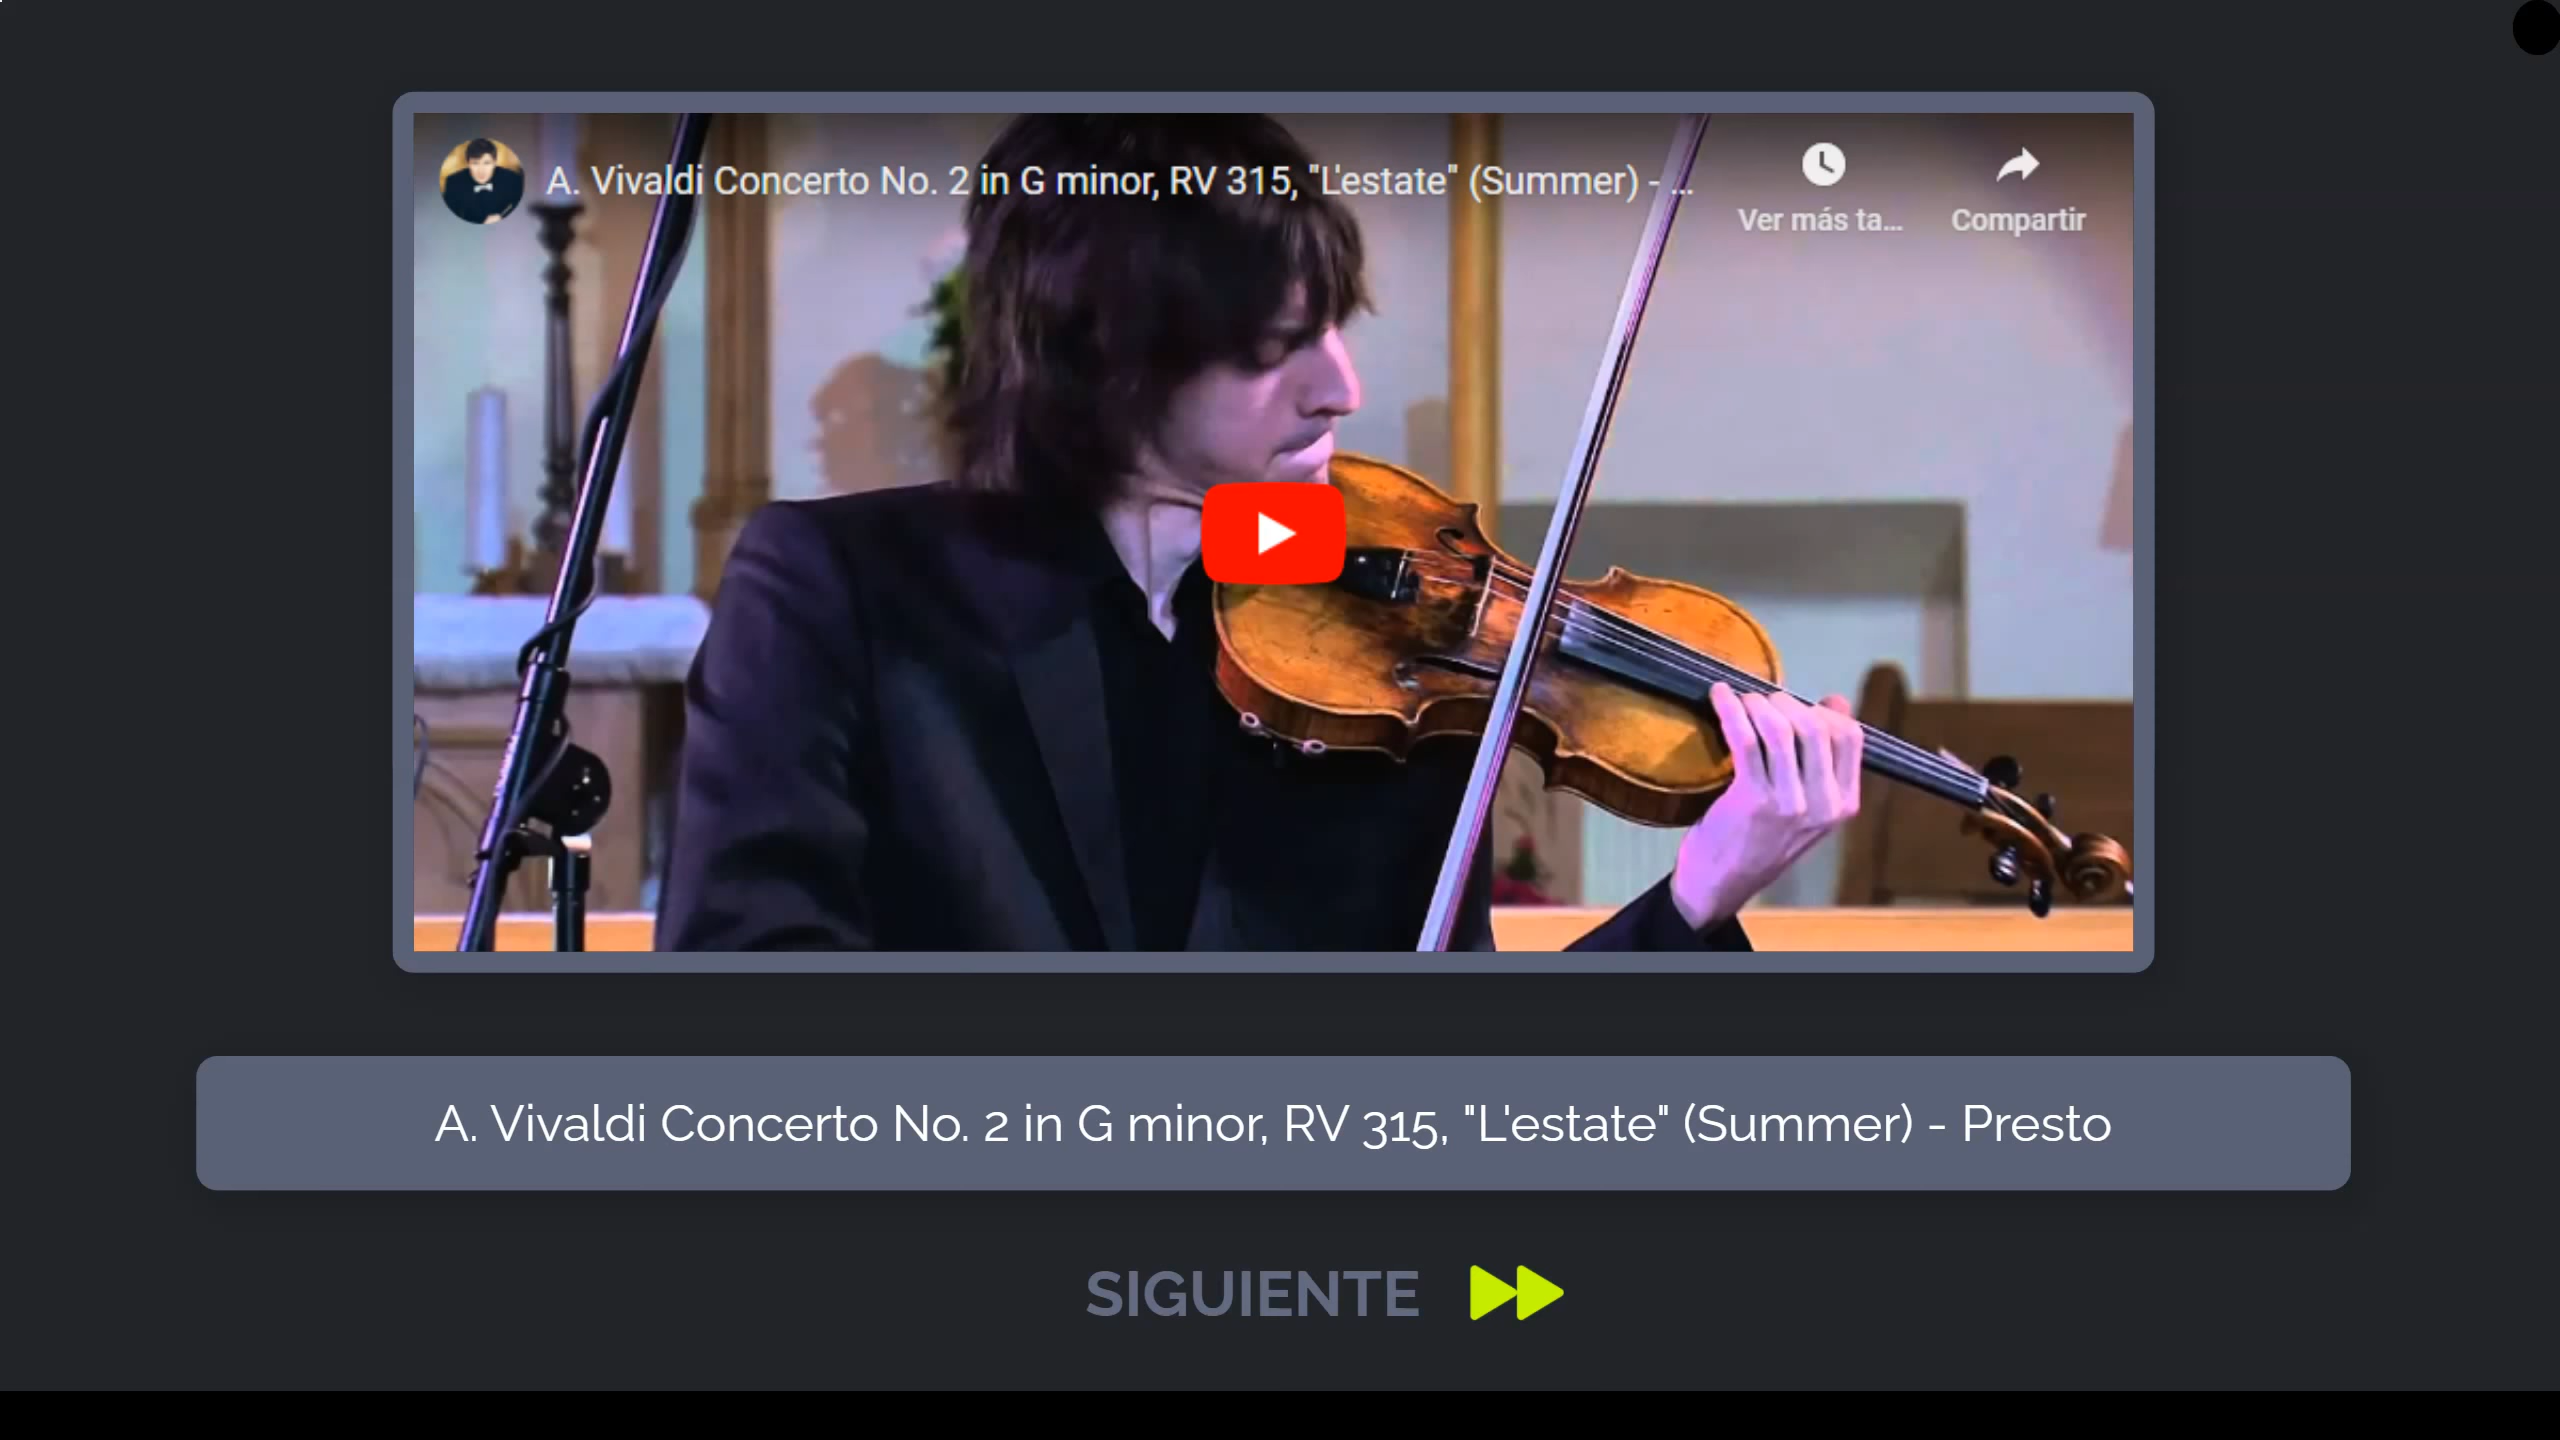 A. Vivaldi Concerto No. 2 in G minor, RV 315, "L'estate" (Summer) - ...
Ver más ta...
Compartir
A. Vivaldi Concerto No. 2 in G minor, RV 315, "L'estate" (Summer) - Presto
SIGUIENTE